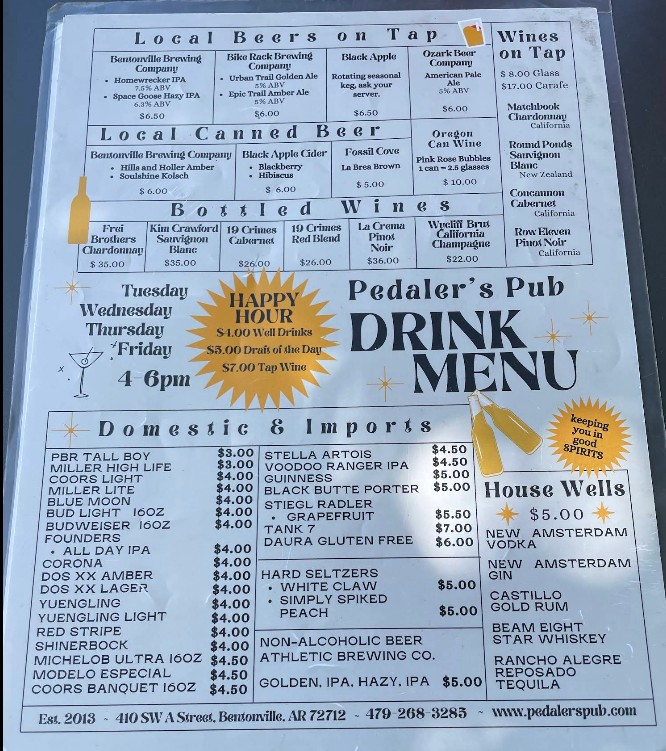 Local Beers on Tap
Bentonville Brewing
Company
• Homewrecker IPA
7.5% ABV
• Space Goose Hazy IPA
6.3% ABV
$6.50
Bike Rack Brewing
Company
• Urban Trail Golden Ale
5% ABV
• Epic Trail Amber Ale
5% ABV
$6.00
Black Apple
Rotating seasonal
keg, ask your
server.
$6.50
Ozark Beer
Company
American Pale
Ale
5% ABV
$6.00
Wines
on Tap
$ 8.00 Glass
$17.00 Carafe
Matchbook
Chardonnay
California
Round Ponds
Sauvignon
Blanc
New Zealand
Concannon
Cabernet
California
Row Eleven
Pinot Noir
California
Local Canned Beer
Bentonville Brewing Company
• Hills and Holler Amber
• Soulshine Kolsch
$ 6.00
Black Apple Cider
• Blackberry
• Hibiscus
$ 6.00
Fossil Cove
La Brea Brown
$ 5.00
Oregon
Can Wine
Pink Rose Bubbles
1 can = 2.5 glasses
$ 10.00
Bottled Wines
Frei
Brothers
Chardonnay
$ 35.00
Kim Crawford
Sauvignon
Blanc
$35.00
19 Crimes
Cabernet
$26.00
19 Crimes
Red Blend
$26.00
La Crema
Pinot
Noir
$36.00
Wycliff Brut
California
Champagne
$22.00
Tuesday
Wednesday
Thursday
Friday
4-6pm
HAPPY
HOUR
$4.00 Well Drinks
$3.00 Draft of the Day
$7.00 Tap Wine
Pedaler's Pub
DRINK
MENU
keeping
you in
good
SPIRITS
Domestic & Imports
PBR TALL BOY $3.00
MILLER HIGH LIFE $3.00
COORS LIGHT $4.00
MILLER LITE $4.00
BLUE MOON $4.00
BUD LIGHT 16OZ $4.00
BUDWEISER 16OZ $4.00
FOUNDERS
• ALL DAY IPA $4.00
CORONA $4.00
DOS XX AMBER $4.00
DOS XX LAGER $4.00
YUENGLING $4.00
YUENGLING LIGHT $4.00
RED STRIPE $4.00
SHINERBOCK $4.00
MICHELOB ULTRA 16OZ $4.50
MODELO ESPECIAL $4.50
COORS BANQUET 16OZ $4.50
STELLA ARTOIS $4.50
VOODOO RANGER IPA $4.50
GUINNESS $5.00
BLACK BUTTE PORTER $5.00
STIEGL RADLER
• GRAPEFRUIT $5.50
TANK 7 $7.00
DAURA GLUTEN FREE $6.00
HARD SELTZERS
• WHITE CLAW $5.00
• SIMPLY SPIKED
PEACH $5.00
NON-ALCOHOLIC BEER
ATHLETIC BREWING CO.
GOLDEN, IPA, HAZY, IPA $5.00
House Wells
$5.00
NEW AMSTERDAM
VODKA
NEW AMSTERDAM
GIN
CASTILLO
GOLD RUM
BEAM EIGHT
STAR WHISKEY
RANCHO ALEGRE
REPOSADO
TEQUILA
Est. 2013 ~ 410 SW A Street, Bentonville, AR 72712 ~ 479-268-3285 ~ www.pedalerspub.com